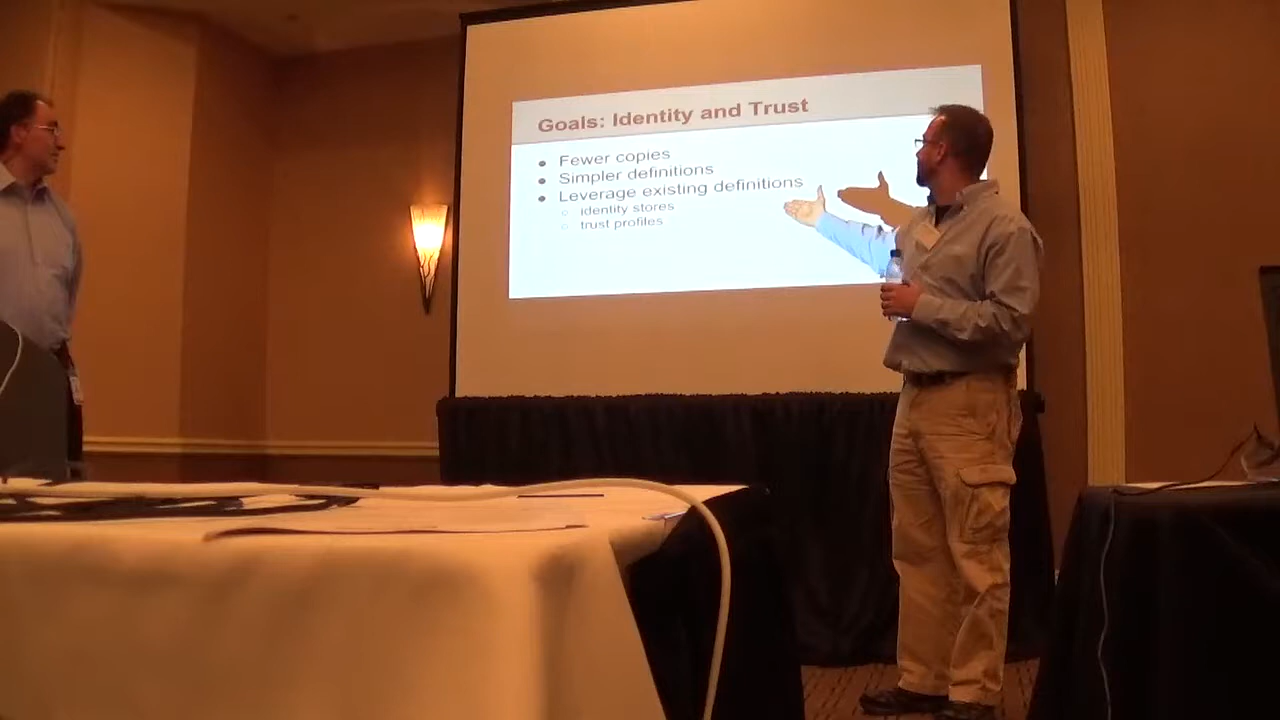 Goals: Identity and Trust
Fewer copies
Simpler definitions
Leverage existing definitions
identity stores
trust profiles